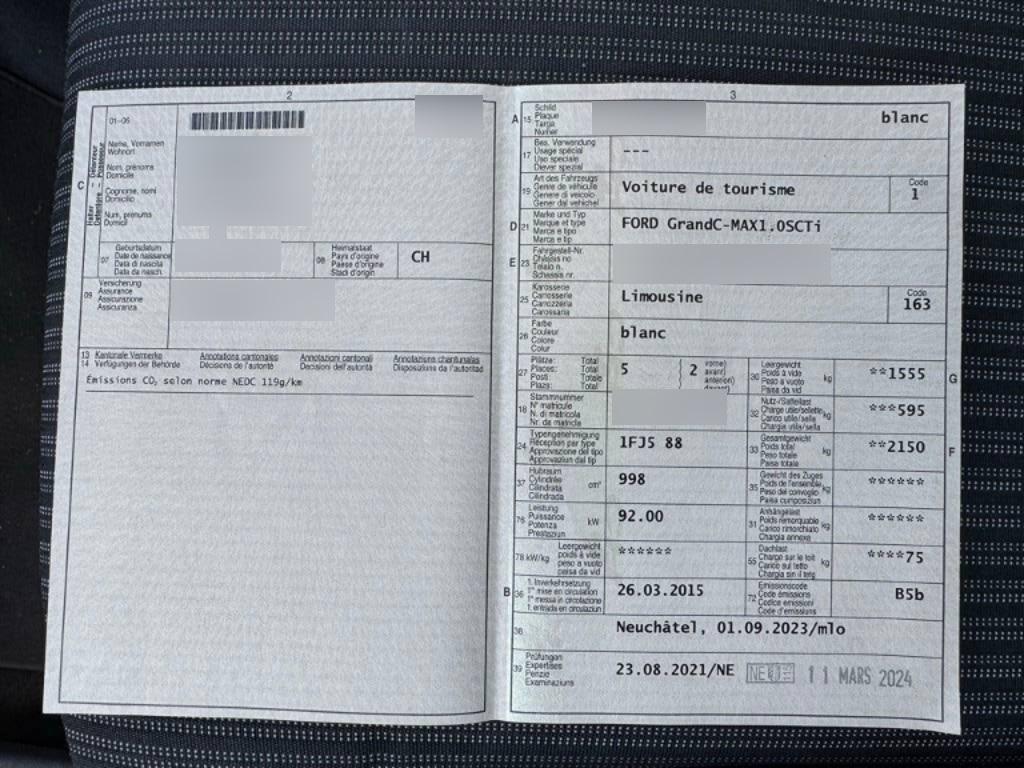 2
01-06
C
Halter
Détenteur
Detentore
Possessur
Name, Vornamen
Wohnort
Nom, prénoms
Domicile
Cognome, nomi
Domicilio
Num, prenums
Domicil
07
Geburtsdatum
Date de naissance
Data di nascita
Data da nasch.
08
Heimatstaat
Pays d'origine
Paese d'origine
Stadi d'origin
CH
09
Versicherung
Assurance
Assicurazione
Assicuranza
13 Kantonale Vermerke
14 Verfügungen der Behörde
Annotations cantonales
Décisions de l'autorité
Annotazioni cantonali
Decisioni dell'autorità
Annotaziuns chantunalas
Disposiziuns da l'autoritad
Émissions CO₂ selon norme NEDC 119g/km
3
A
15
Schild
Plaque
Targa
Numer
blanc
17
Bes. Verwendung
Usage spécial
Uso speciale
Diever spezial
---
19
Art des Fahrzeugs
Genre de véhicule
Genere di veicolo
Gener dal vehichel
Voiture de tourisme
Code
1
D
21
Marke und Typ
Marque et type
Marca e tipo
Marca e tip
FORD GrandC-MAX1.0SCTi
E
23
Fahrgestell-Nr.
Châssis no
Telaio n.
Schassis nr.
25
Karosserie
Carrosserie
Carrozzeria
Carossaria
Limousine
Code
163
26
Farbe
Couleur
Colore
Colur
blanc
27
Plätze: Total
Places: Total
Posti: Totale
Plazs: Total
5
2
vorne)
avant)
anteriori)
30
Leergewicht
Poids à vide
Peso a vuoto
Paisa da vid
kg
**1555
G
18
Stammnummer
N° matricule
N. di matricola
Nr. da matricla
32
Nutz-/Sattellast
Charge utile/sellette
Carico utile/sella
Chargia utila/sella
kg
***595
24
Typengenehmigung
Réception par type
Approvazione del tipo
Approvaziun dal tip
1FJ5 88
33
Gesamtgewicht
Poids total
Peso totale
Paisa totala
kg
**2150
F
37
Hubraum
Cylindrée
Cilindrata
Cilindrada
cm³
998
35
Gewicht des Zuges
Poids de l'ensemble
Peso del convoglio
Paisa cumposiziun
kg
******
76
Leistung
Puissance
Potenza
Prestaziun
kW
92.00
31
Anhängelast
Poids remorquable
Carico rimorchiato
Chargia annexa
kg
******
78 kW/kg
Leergewicht
poids à vide
peso a vuoto
paisa da vid
******
55
Dachlast
Charge sur le toit
Carico sul tetto
Chargia sin il tetg
kg
****75
B
36
1. Inverkehrsetzung
1re mise en circulation
1a messa in circolazione
1. entrada en circulaziun
26.03.2015
72
Emissionscode
Code émissions
Codice emissioni
Code d'emissiuns
B5b
38
Neuchâtel, 01.09.2023/mlo
39
Prüfungen
Expertises
Perizie
Examinaziuns
23.08.2021/NE
NE
11 MARS 2024